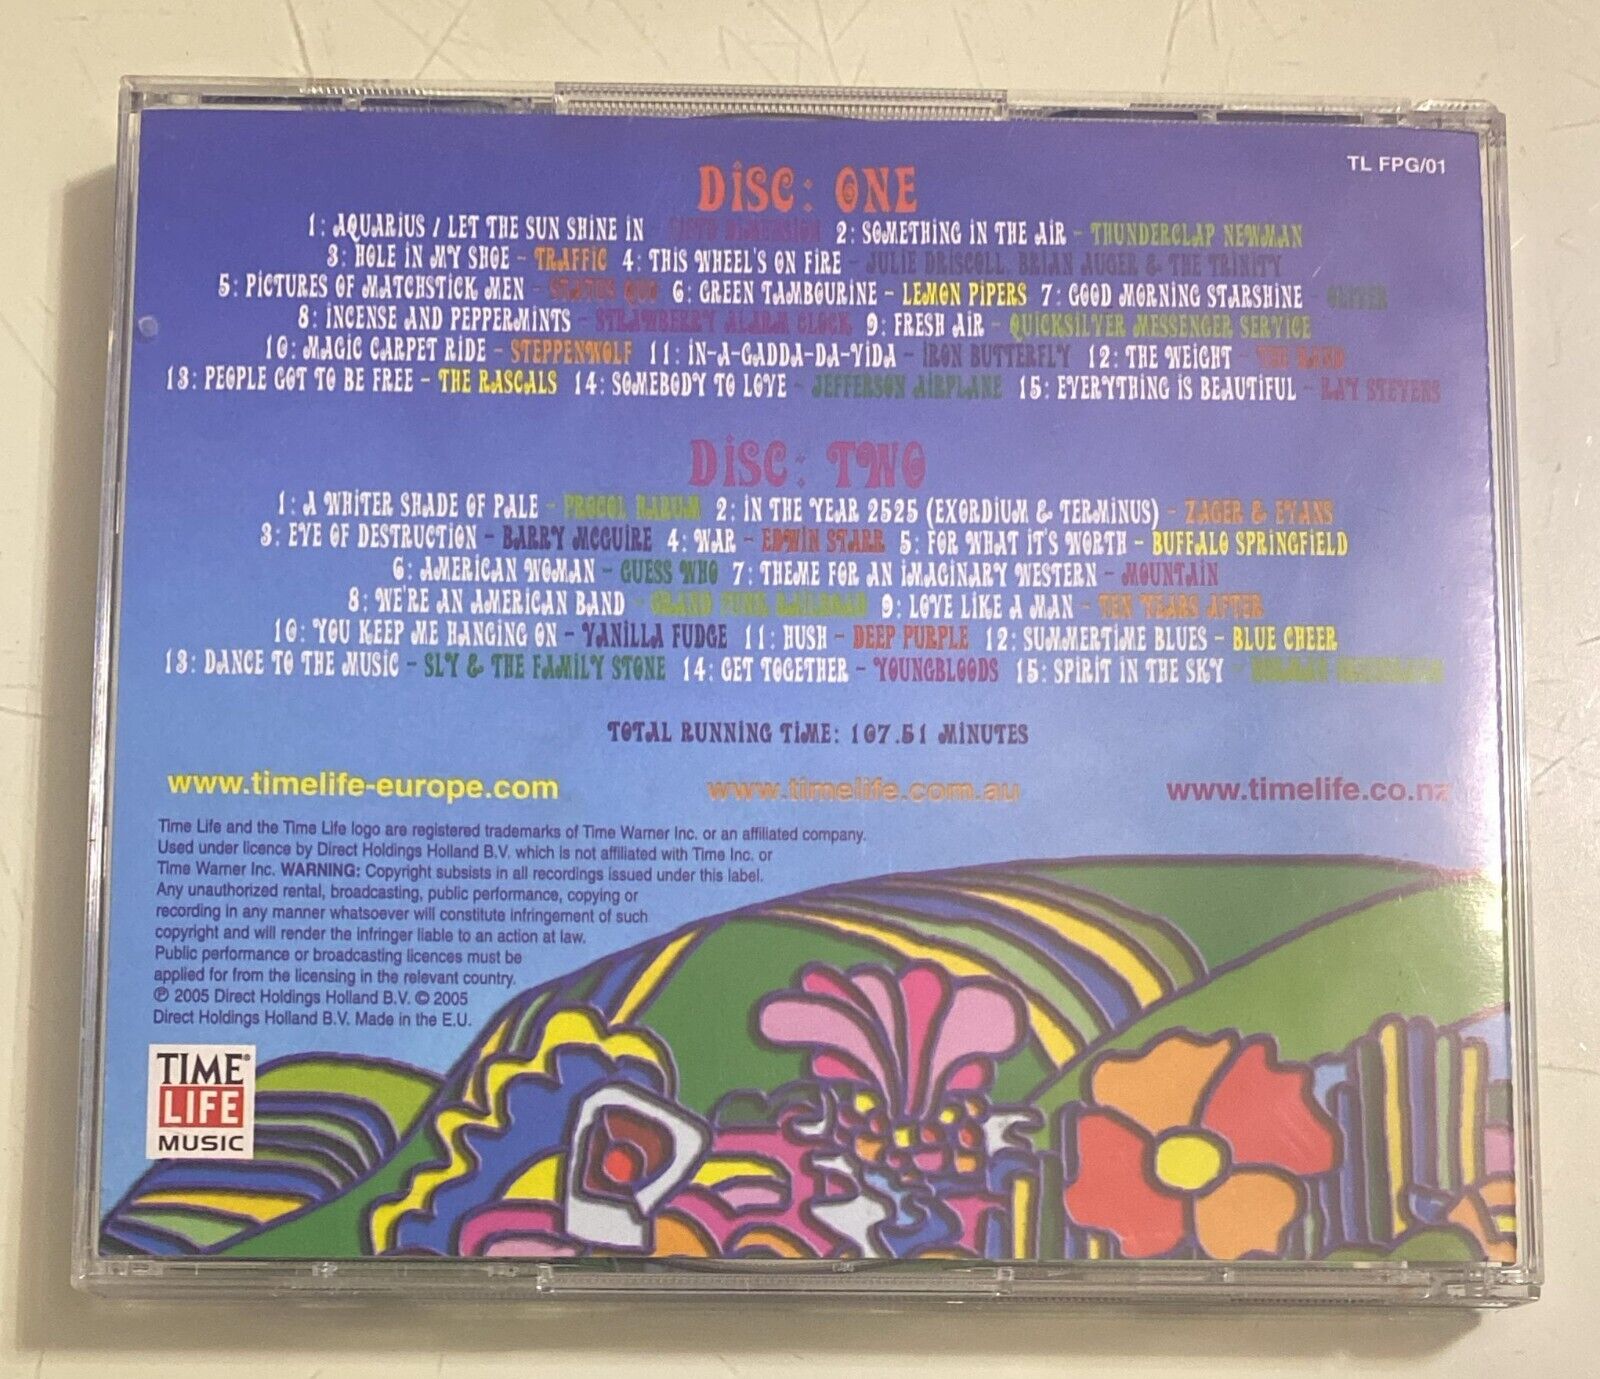 TL FPG/01
DISC: ONE
1: AQUARIUS / LET THE SUN SHINE IN FIFTH DIMENSION 2: SOMETHING IN THE AIR - THUNDERCLAP NEWMAN
3: HOLE IN MY SHOE - TRAFFIC 4: THIS WHEEL'S ON FIRE - JULIE DRISCOLL, BRIAN AUGER & THE TRINITY
5: PICTURES OF MATCHSTICK MEN - STATUS QUO 6: GREEN TAMBOURINE - LEMON PIPERS 7: GOOD MORNING STARSHINE - OLIVER
8: INCENSE AND PEPPERMINTS - STRAWBERRY ALARM CLOCK 9: FRESH AIR - QUICKSILVER MESSENGER SERVICE
10: MAGIC CARPET RIDE - STEPPENWOLF 11: IN-A-GADDA-DA-VIDA - IRON BUTTERFLY 12: THE WEIGHT - THE BAND
13: PEOPLE GOT TO BE FREE - THE RASCALS 14: SOMEBODY TO LOVE - JEFFERSON AIRPLANE 15: EVERYTHING IS BEAUTIFUL - RAY STEVENS
DISC: TWO
1: A WHITER SHADE OF PALE - PROCOL HARUM 2: IN THE YEAR 2525 (EXORDIUM & TERMINUS) - ZAGER & EVANS
3: EVE OF DESTRUCTION - BARRY MCGUIRE 4: WAR - EDWIN STARR 5: FOR WHAT IT'S WORTH - BUFFALO SPRINGFIELD
6: AMERICAN WOMAN - GUESS WHO 7: THEME FOR AN IMAGINARY WESTERN - MOUNTAIN
8: WE'RE AN AMERICAN BAND - GRAND FUNK RAILROAD 9: LOVE LIKE A MAN - TEN YEARS AFTER
10: YOU KEEP ME HANGING ON - VANILLA FUDGE 11: HUSH - DEEP PURPLE 12: SUMMERTIME BLUES - BLUE CHEER
13: DANCE TO THE MUSIC - SLY & THE FAMILY STONE 14: GET TOGETHER - YOUNGBLOODS 15: SPIRIT IN THE SKY -
TOTAL RUNNING TIME: 107.51 MINUTES
www.timelife-europe.com www.timelife.com.au www.timelife.co.nz
Time Life and the Time Life logo are registered trademarks of Time Warner Inc. or an affiliated company.
Used under licence by Direct Holdings Holland B.V. which is not affiliated with Time Inc. or
Time Warner Inc. WARNING: Copyright subsists in all recordings issued under this label.
Any unauthorized rental, broadcasting, public performance, copying or
recording in any manner whatsoever will constitute infringement of such
copyright and will render the infringer liable to an action at law.
Public performance or broadcasting licences must be
applied for from the licensing in the relevant country.
℗ 2005 Direct Holdings Holland B.V. © 2005
Direct Holdings Holland B.V. Made in the E.U.
TIME®
LIFE
MUSIC